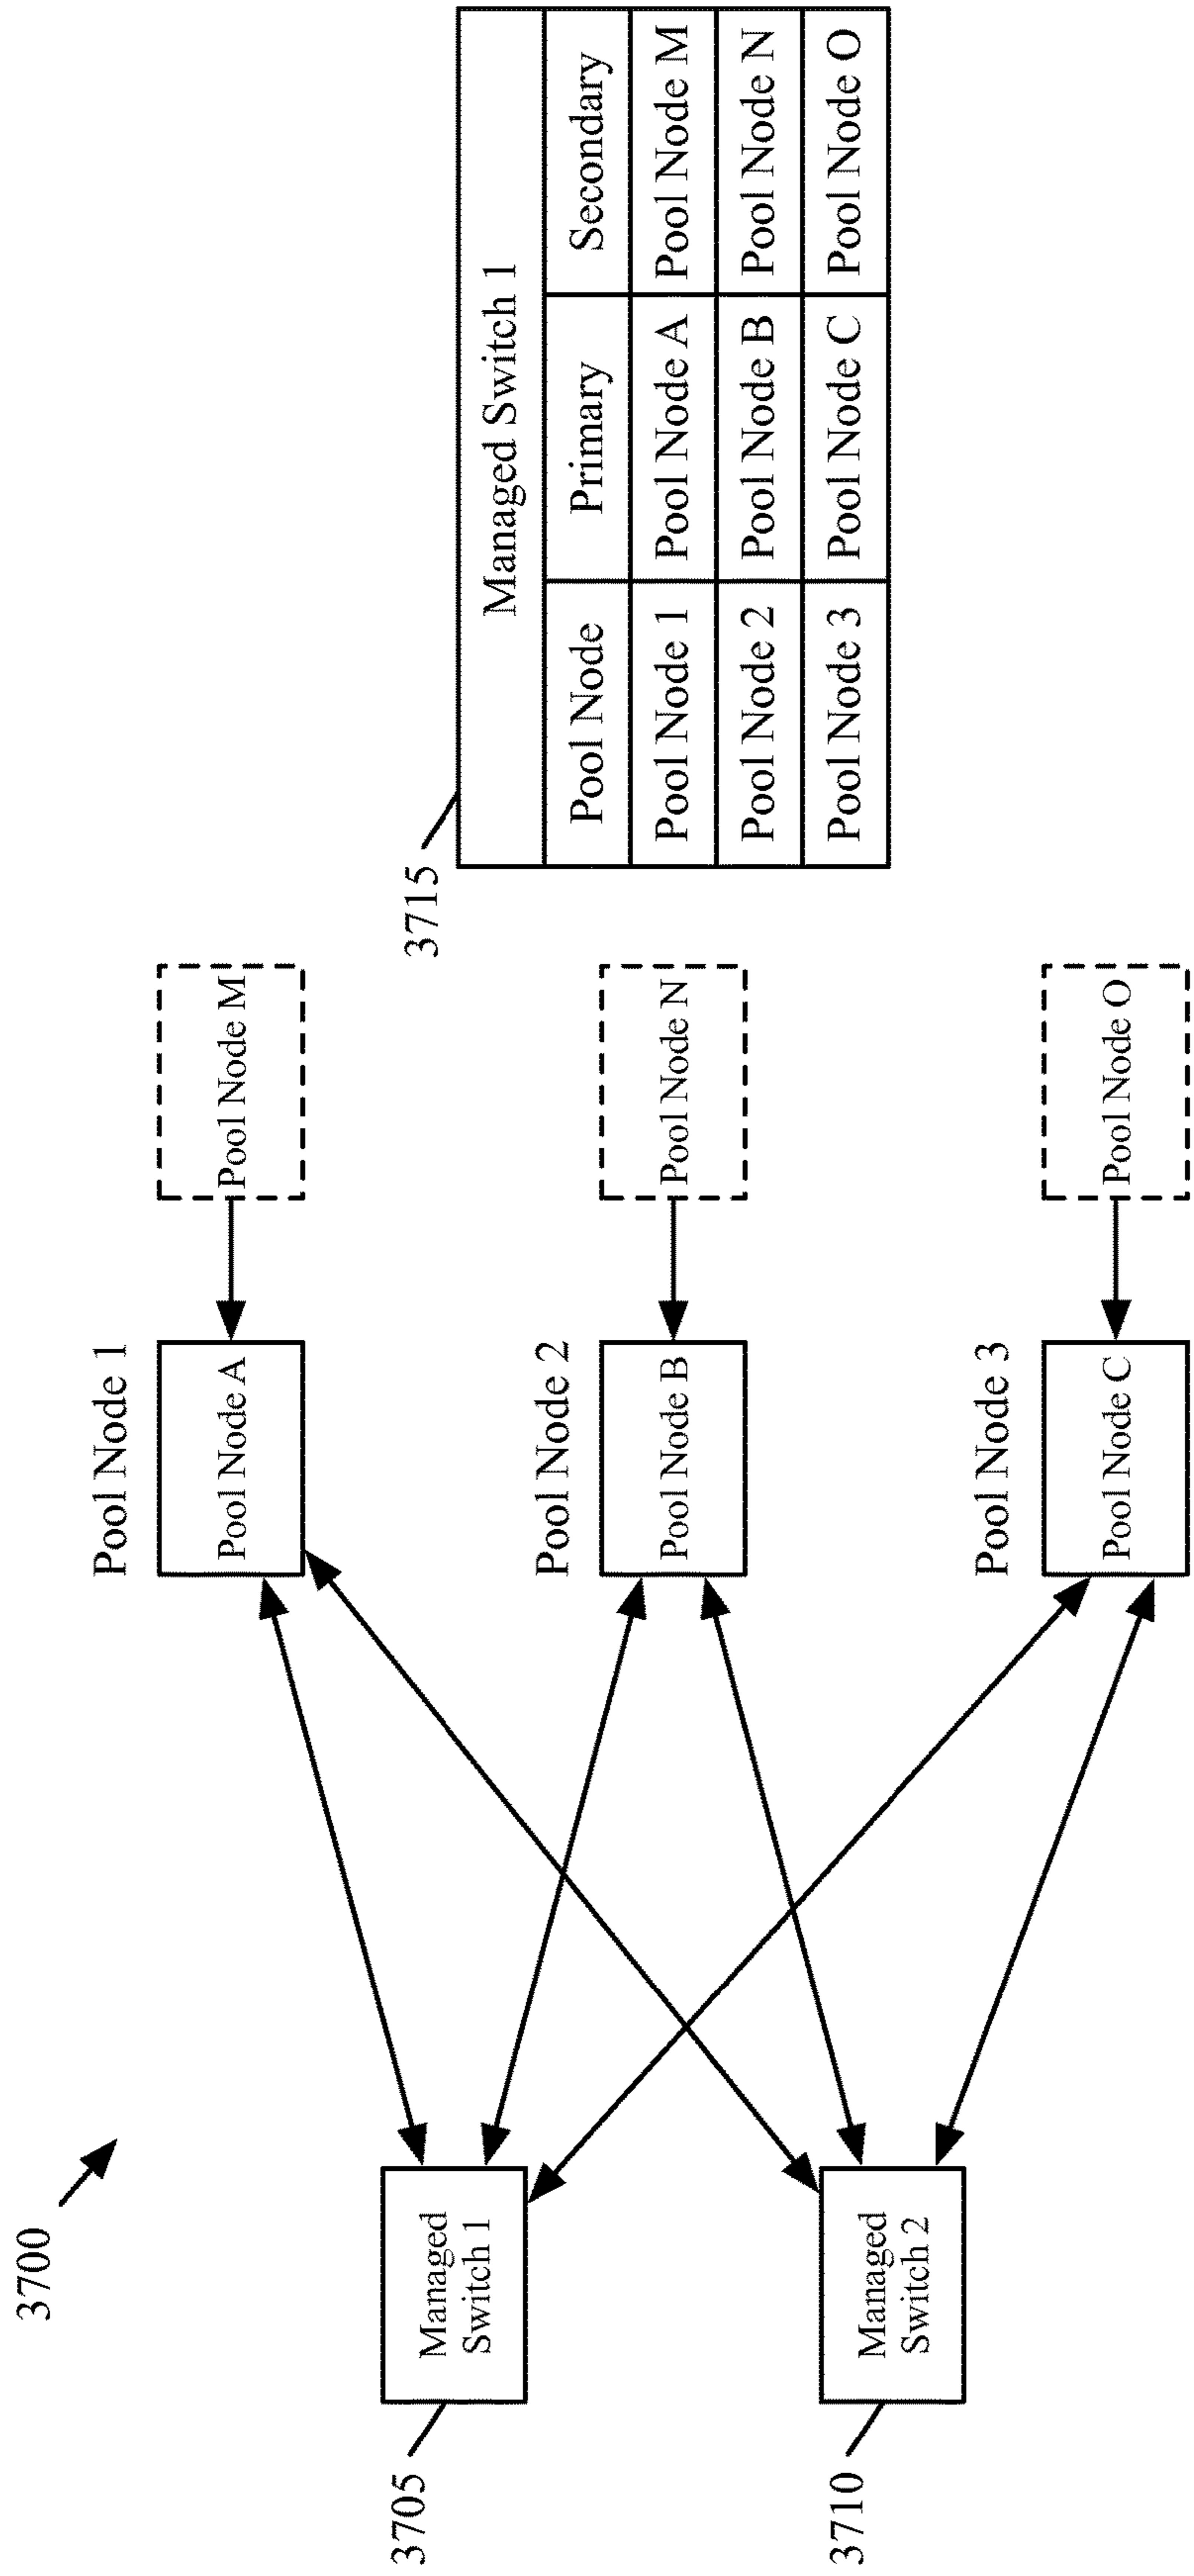 3700
3705
Managed
Switch 1
3710
Managed
Switch 2
Pool Node 1
Pool Node A
Pool Node M
Pool Node 2
Pool Node B
Pool Node N
Pool Node 3
Pool Node C
Pool Node O
3715
Managed Switch 1
Pool Node Primary Secondary
Pool Node 1 Pool Node A Pool Node M
Pool Node 2 Pool Node B Pool Node N
Pool Node 3 Pool Node C Pool Node O